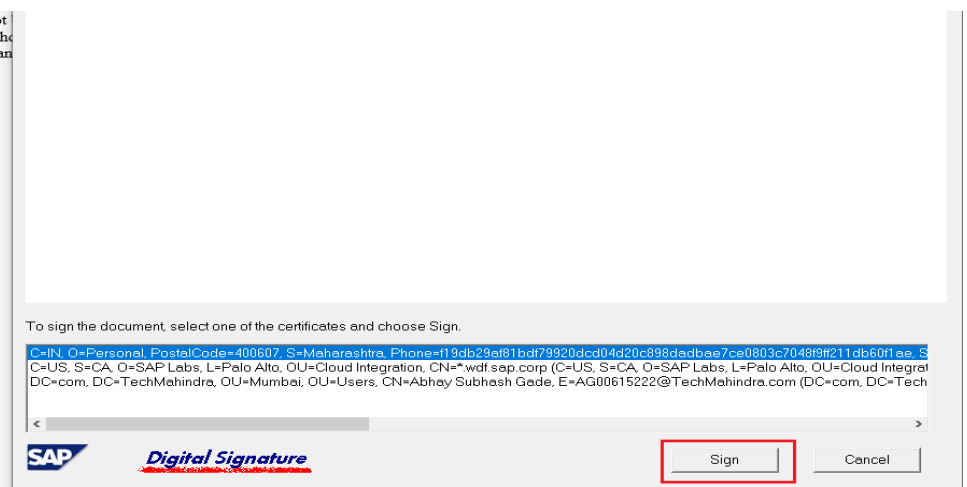 To sign the document, select one of the certificates and choose Sign.
C=IN, O=Personal, PostalCode=400607, S=Maharashtra, Phone=f19db29af81bdf79920dcd04d20c898dadbae7ce0803c7048f9ff211db60f1ae, S
C=US, S=CA, O=SAP Labs, L=Palo Alto, OU=Cloud Integration, CN=*.wdf.sap.corp (C=US, S=CA, O=SAP Labs, L=Palo Alto, OU=Cloud Integrat
DC=com, DC=TechMahindra, OU=Mumbai, OU=Users, CN=Abhay Subhash Gade, E=AG00615222@TechMahindra.com (DC=com, DC=Tech
SAP Digital Signature Sign Cancel